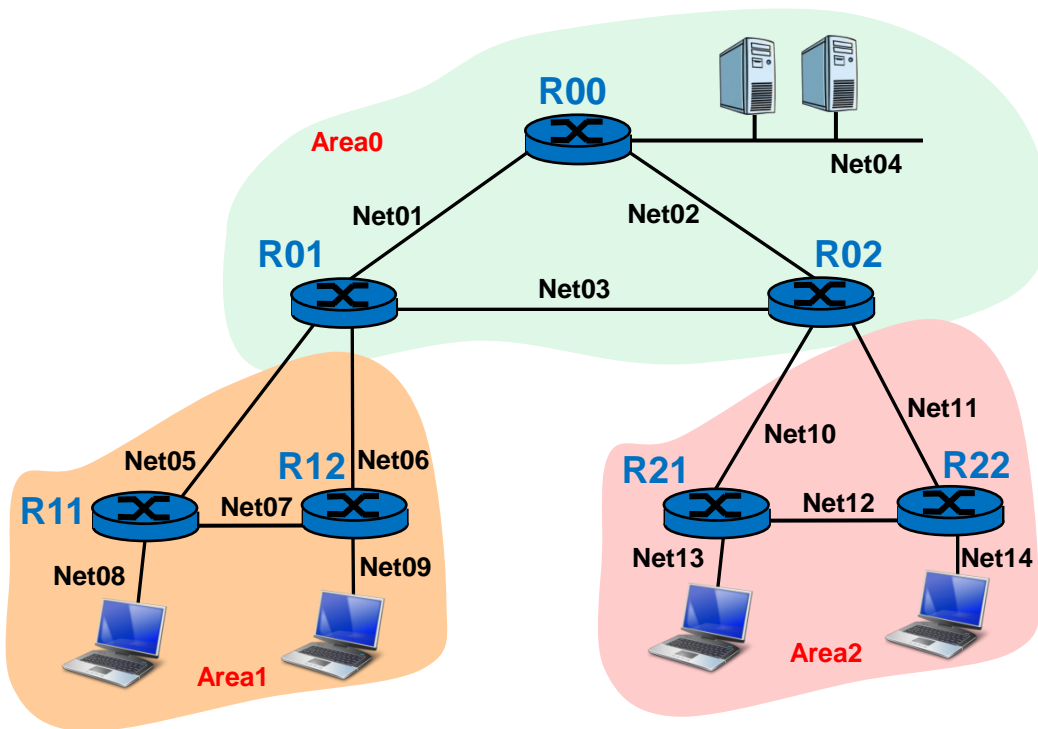 R00
Area0
Net04
Net01
Net02
R01
R02
Net03
Net11
Net10
Net05
R12
Net06
R21
R22
R11
Net07
Net12
Net13
Net14
Net08
Net09
Area1
Area2